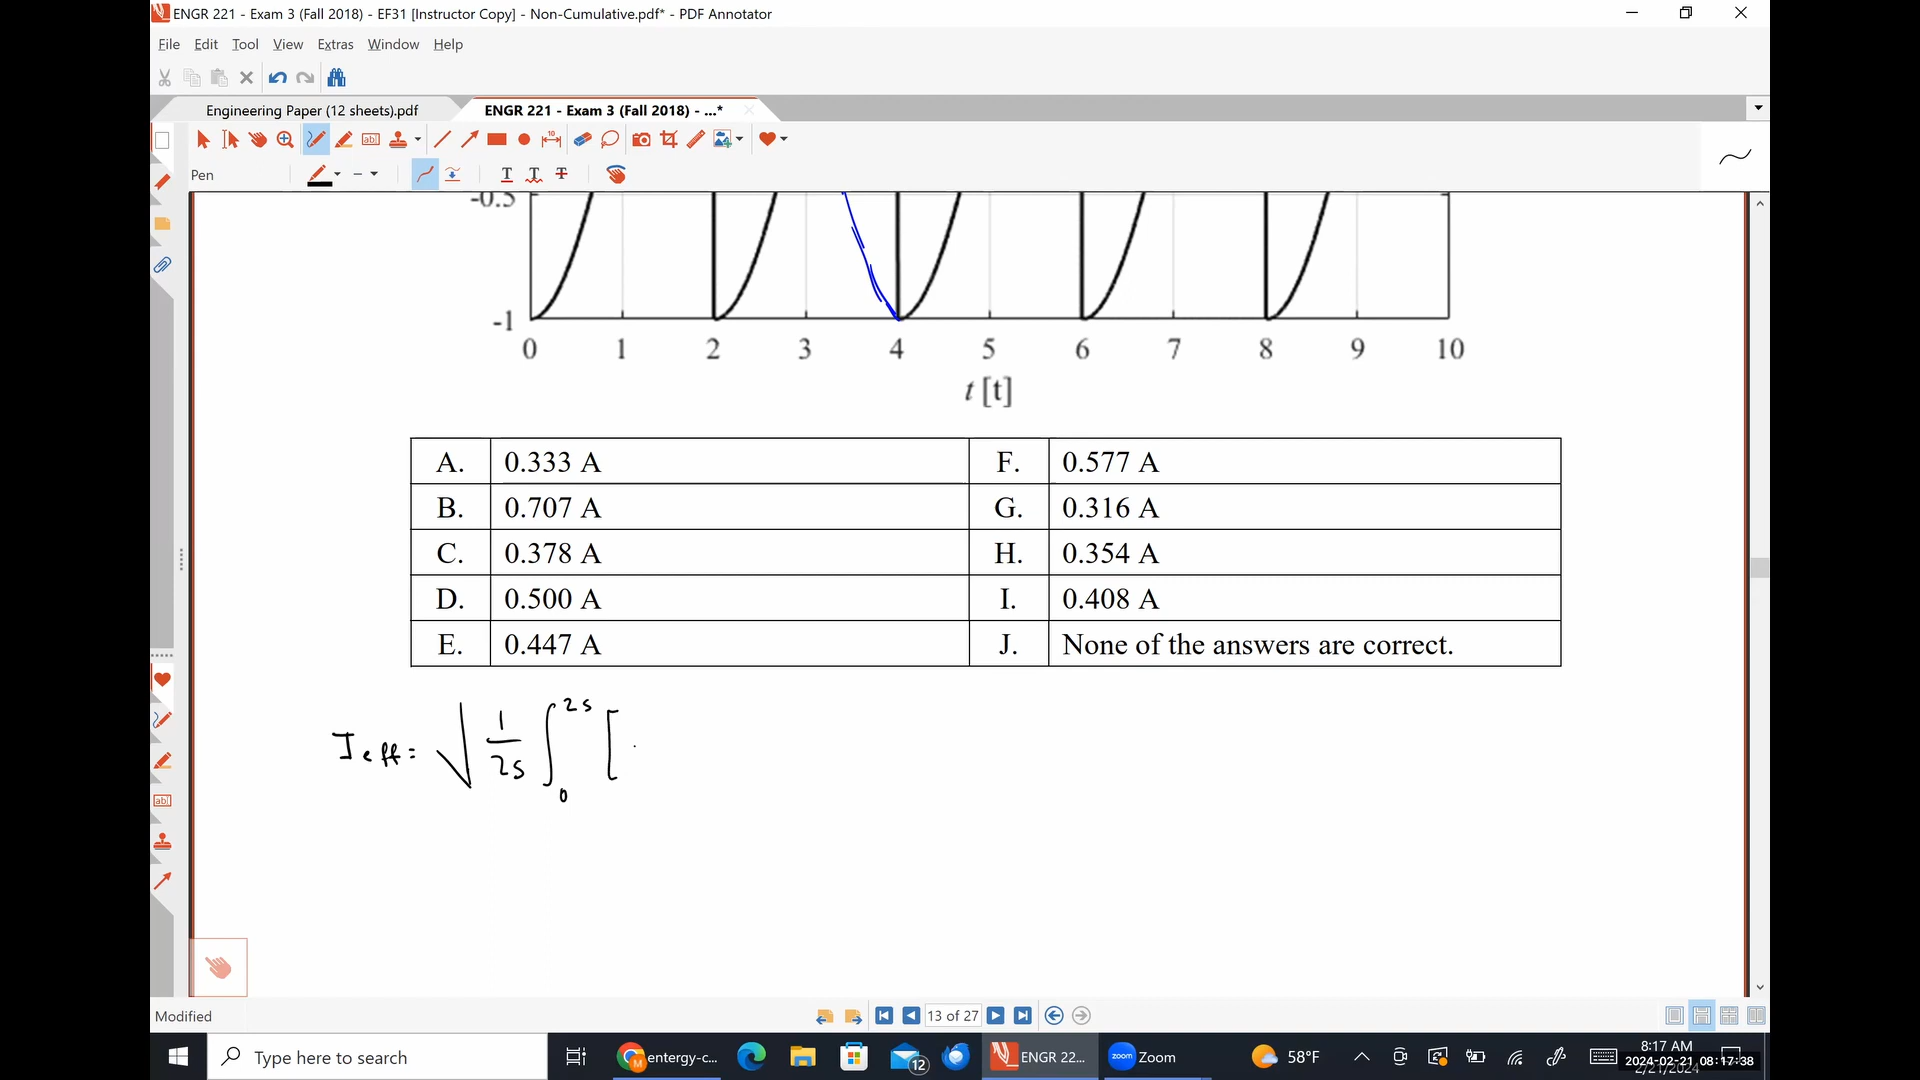 ENGR 221 - Exam 3 (Fall 2018) - EF31 [Instructor Copy] - Non-Cumulative.pdf* - PDF Annotator
File Edit Tool View Extras Window Help
Engineering Paper (12 sheets).pdf
ENGR 221 - Exam 3 (Fall 2018) - ...*
Pen
-0.5
-1
0 1 2 3 4 5 6 7 8 9 10
t [t]
A. 0.333 A F. 0.577 A
B. 0.707 A G. 0.316 A
C. 0.378 A H. 0.354 A
D. 0.500 A I. 0.408 A
E. 0.447 A J. None of the answers are correct.
I eff = √ 1/2s ∫ 0 2s [
Modified
13 of 27
Type here to search
entergy-c...
12
ENGR 22...
zoom
Zoom
58°F
8:17 AM
2024-02-21 08:17:38